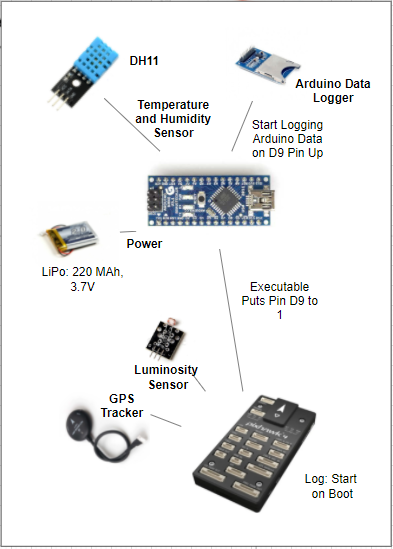 DH11
Arduino Data
Logger
Temperature
and Humidity
Sensor
Start Logging
Arduino Data
on D9 Pin Up
Power
LiPo: 220 MAh,
3.7V
Executable
Puts Pin D9 to
1
Luminosity
Sensor
GPS
Tracker
Log: Start
on Boot